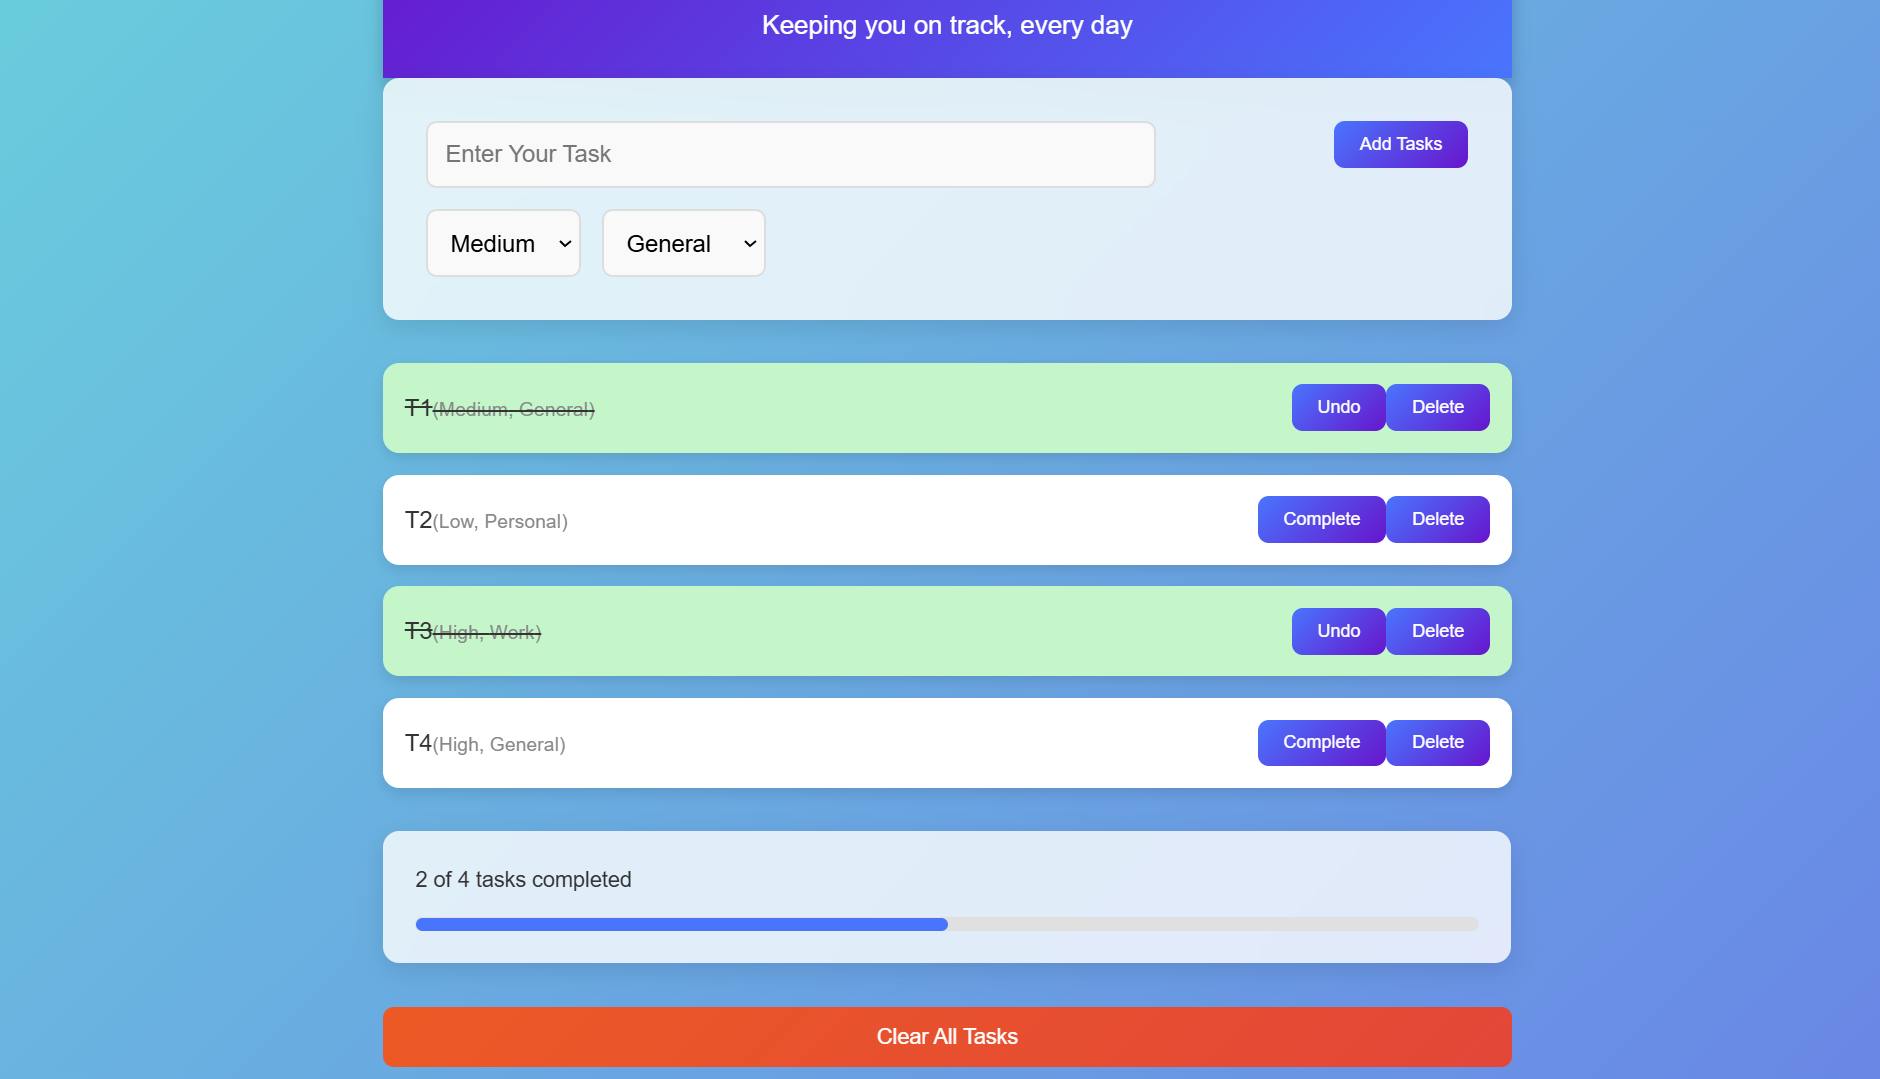 Keeping you on track, every day
Enter Your Task
Add Tasks
Medium
General
T1(Medium, General)
Undo
Delete
T2(Low, Personal)
Complete
Delete
T3(High, Work)
Undo
Delete
T4(High, General)
Complete
Delete
2 of 4 tasks completed
Clear All Tasks